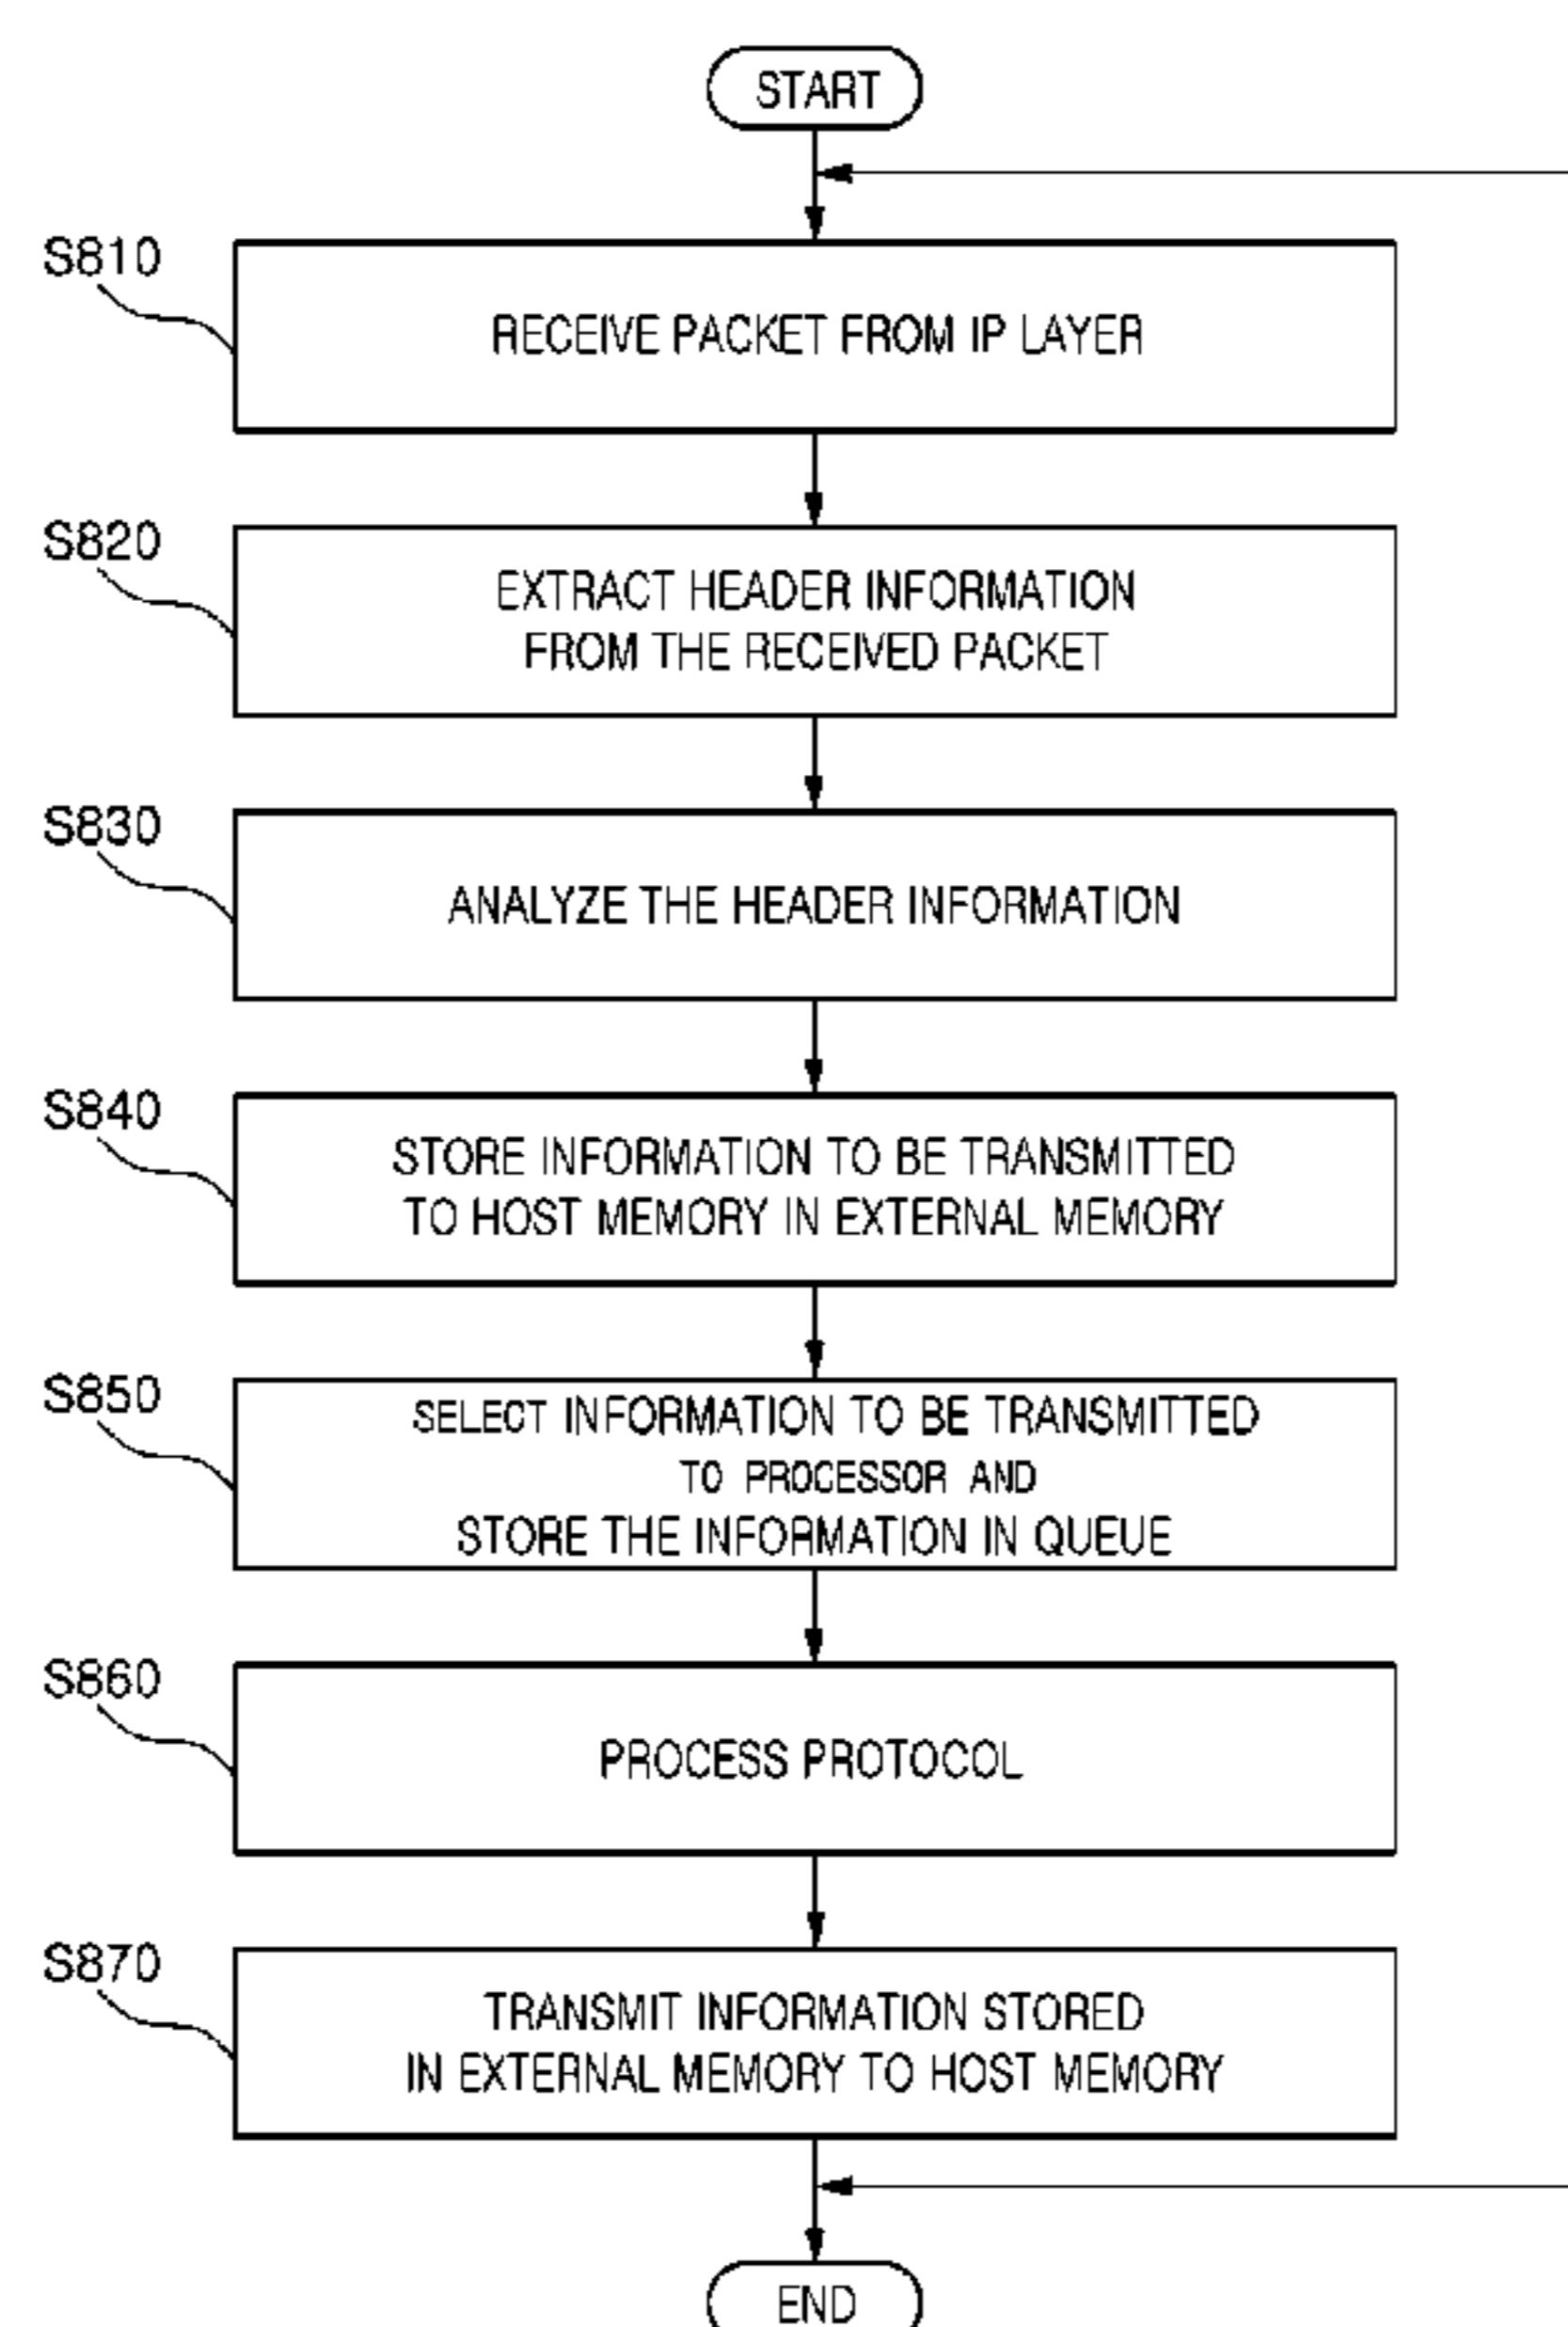 START
S810
RECEIVE PACKET FROM IP LAYER
S820
EXTRACT HEADER INFORMATION
FROM THE RECEIVED PACKET
S830
ANALYZE THE HEADER INFORMATION
S840
STORE INFORMATION TO BE TRANSMITTED
TO HOST MEMORY IN EXTERNAL MEMORY
S850
SELECT INFORMATION TO BE TRANSMITTED
TO PROCESSOR AND
STORE THE INFORMATION IN QUEUE
S860
PROCESS PROTOCOL
S870
TRANSMIT INFORMATION STORED
IN EXTERNAL MEMORY TO HOST MEMORY
END